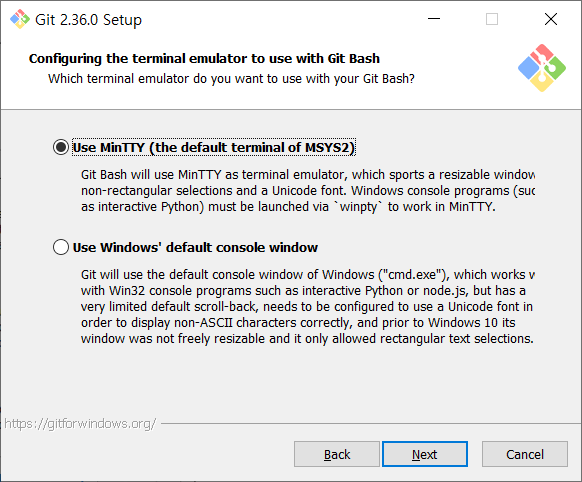 Git 2.36.0 Setup
Configuring the terminal emulator to use with Git Bash
Which terminal emulator do you want to use with your Git Bash?
Use MinTTY (the default terminal of MSYS2)
Git Bash will use MinTTY as terminal emulator, which sports a resizable window
non-rectangular selections and a Unicode font. Windows console programs (suc
as interactive Python) must be launched via `winpty` to work in MinTTY.
Use Windows' default console window
Git will use the default console window of Windows ("cmd.exe"), which works w
with Win32 console programs such as interactive Python or node.js, but has a
very limited default scroll-back, needs to be configured to use a Unicode font in
order to display non-ASCII characters correctly, and prior to Windows 10 its
window was not freely resizable and it only allowed rectangular text selections.
https://gitforwindows.org/
Back Next Cancel